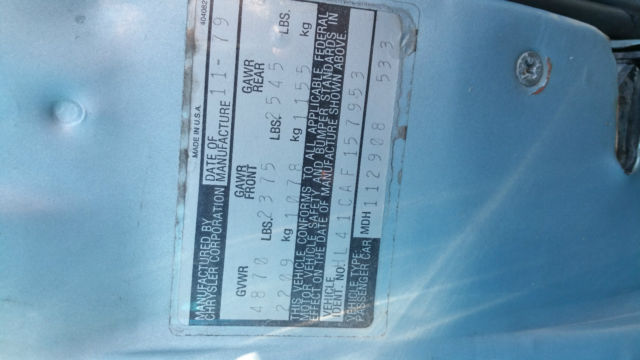 MADE IN U.S.A. 404062
MANUFACTURED BY DATE OF
CHRYSLER CORPORATION MANUFACTURE 11-79
GVWR GAWR FRONT GAWR REAR
4870 LBS. 2375 LBS. 2545 LBS.
2209 kg 1078 kg 1155 kg
THIS VEHICLE CONFORMS TO ALL APPLICABLE FEDERAL
MOTOR VEHICLE SAFETY AND BUMPER STANDARDS IN
EFFECT ON THE DATE OF MANUFACTURE SHOWN ABOVE.
VEHICLE
IDENT. NO. HL41CAF157953
VEHICLE TYPE:
PASSENGER CAR MDH 112908 533